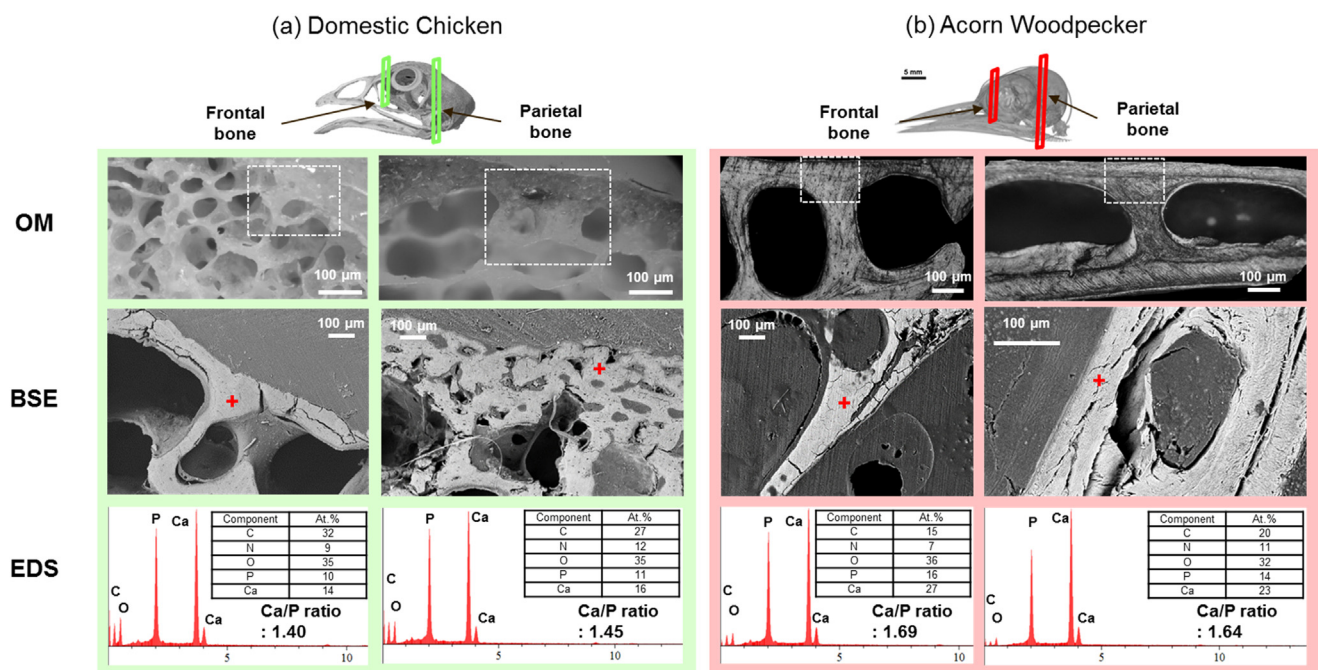 (a) Domestic Chicken
(b) Acorn Woodpecker
5 mm
Frontal
bone
Parietal
bone
Frontal
bone
Parietal
bone
OM
100 µm
100 µm
100 µm
100 µm
BSE
100 µm
100 µm
100 µm
100 µm
EDS
C
O
P
Ca
Ca
Component At.%
C 32
N 9
O 35
P 10
Ca 14
Ca/P ratio
: 1.40
5 10
C
O
P
Ca
Ca
Component At.%
C 27
N 12
O 35
P 11
Ca 16
Ca/P ratio
: 1.45
5 10
C
O
P
Ca
Ca
Component At.%
C 15
N 7
O 36
P 16
Ca 27
Ca/P ratio
: 1.69
5 10
C
O
P
Ca
Ca
Component At.%
C 20
N 11
O 32
P 14
Ca 23
Ca/P ratio
: 1.64
5 10